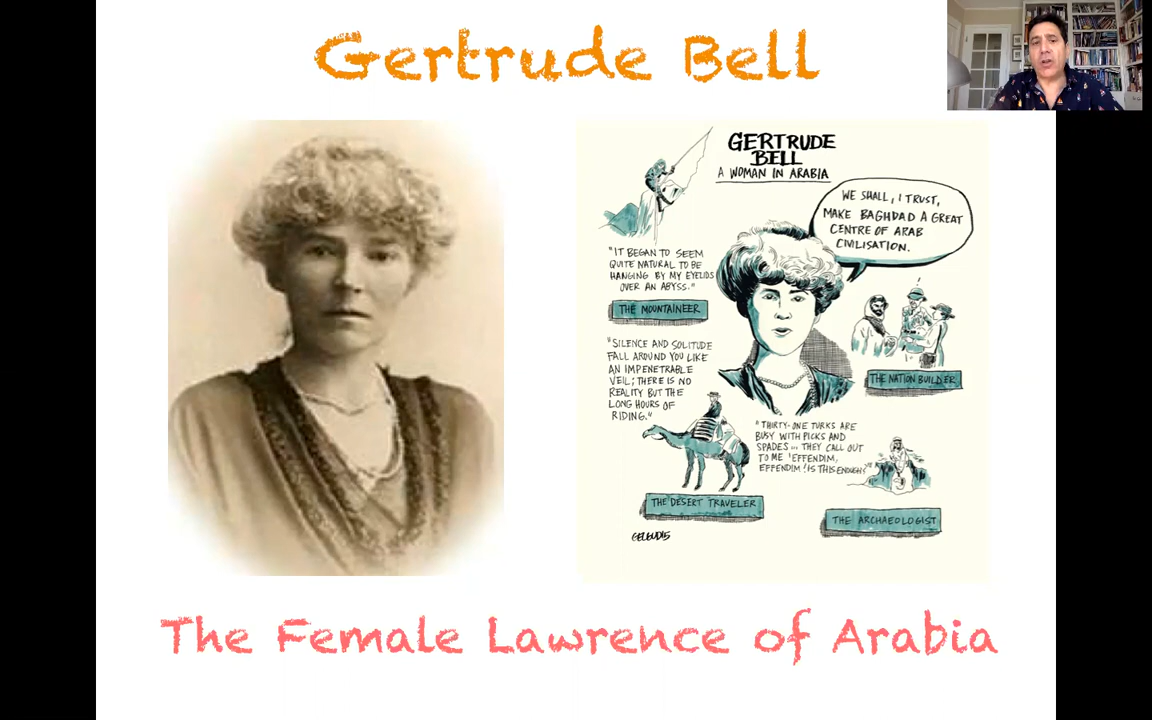 Gertrude Bell
GERTRUDE
BELL
A WOMAN IN ARABIA
WE SHALL, I TRUST,
MAKE BAGHDAD A GREAT
CENTRE OF ARAB
CIVILISATION.
"IT BEGAN TO SEEM
QUITE NATURAL TO BE
HANGING BY MY EYELIDS
OVER AN ABYSS."
THE MOUNTAINEER
"SILENCE AND SOLITUDE
FALL AROUND YOU LIKE
AN IMPENETRABLE
VEIL; THERE IS NO
REALITY BUT THE
LONG HOURS OF
RIDING."
THE DESERT TRAVELER
THE NATION BUILDER
"THIRTY-ONE TURKS ARE
BUSY WITH PICKS AND
SPADES... THEY CALL OUT
TO ME 'EFFENDIM,
EFFENDIM! IS THIS ENOUGH?'"
THE ARCHAEOLOGIST
The Female Lawrence of Arabia